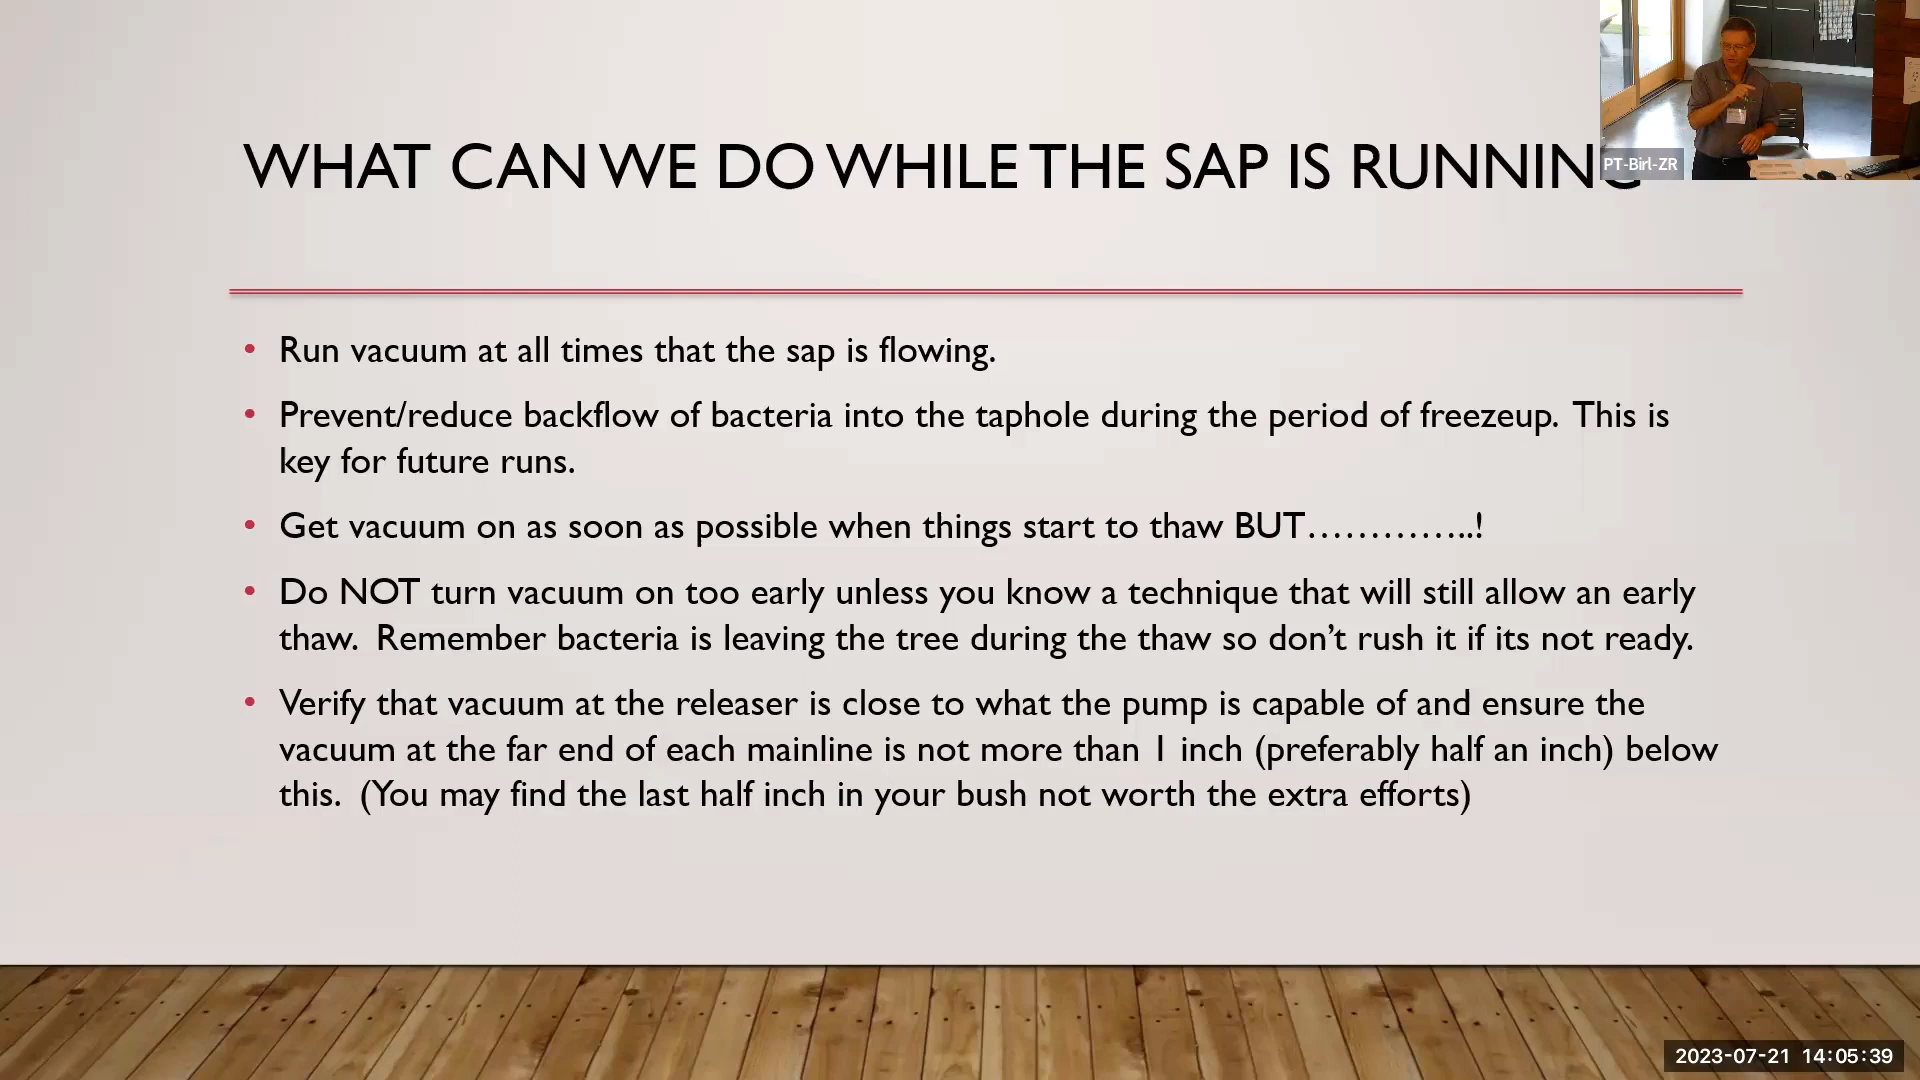 WHAT CAN WE DO WHILE THE SAP IS RUNNING
PT-Birl-ZR
• Run vacuum at all times that the sap is flowing.
• Prevent/reduce backflow of bacteria into the taphole during the period of freezeup. This is
key for future runs.
• Get vacuum on as soon as possible when things start to thaw BUT…………..!
• Do NOT turn vacuum on too early unless you know a technique that will still allow an early
thaw. Remember bacteria is leaving the tree during the thaw so don’t rush it if its not ready.
• Verify that vacuum at the releaser is close to what the pump is capable of and ensure the
vacuum at the far end of each mainline is not more than 1 inch (preferably half an inch) below
this. (You may find the last half inch in your bush not worth the extra efforts)
2023-07-21 14:05:39